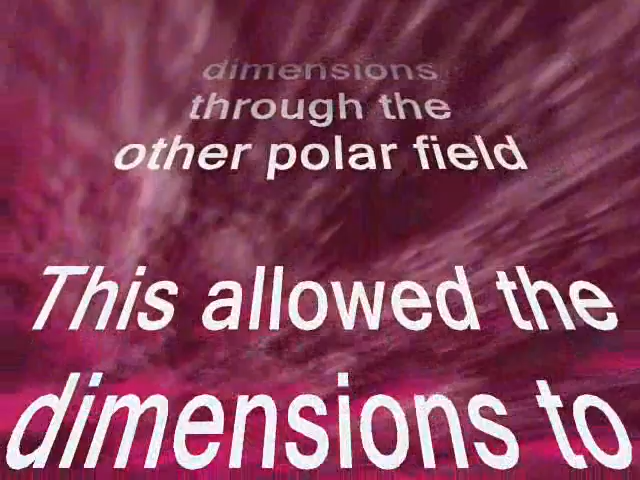 dimensions
through the
other polar field
This allowed the
dimensions to